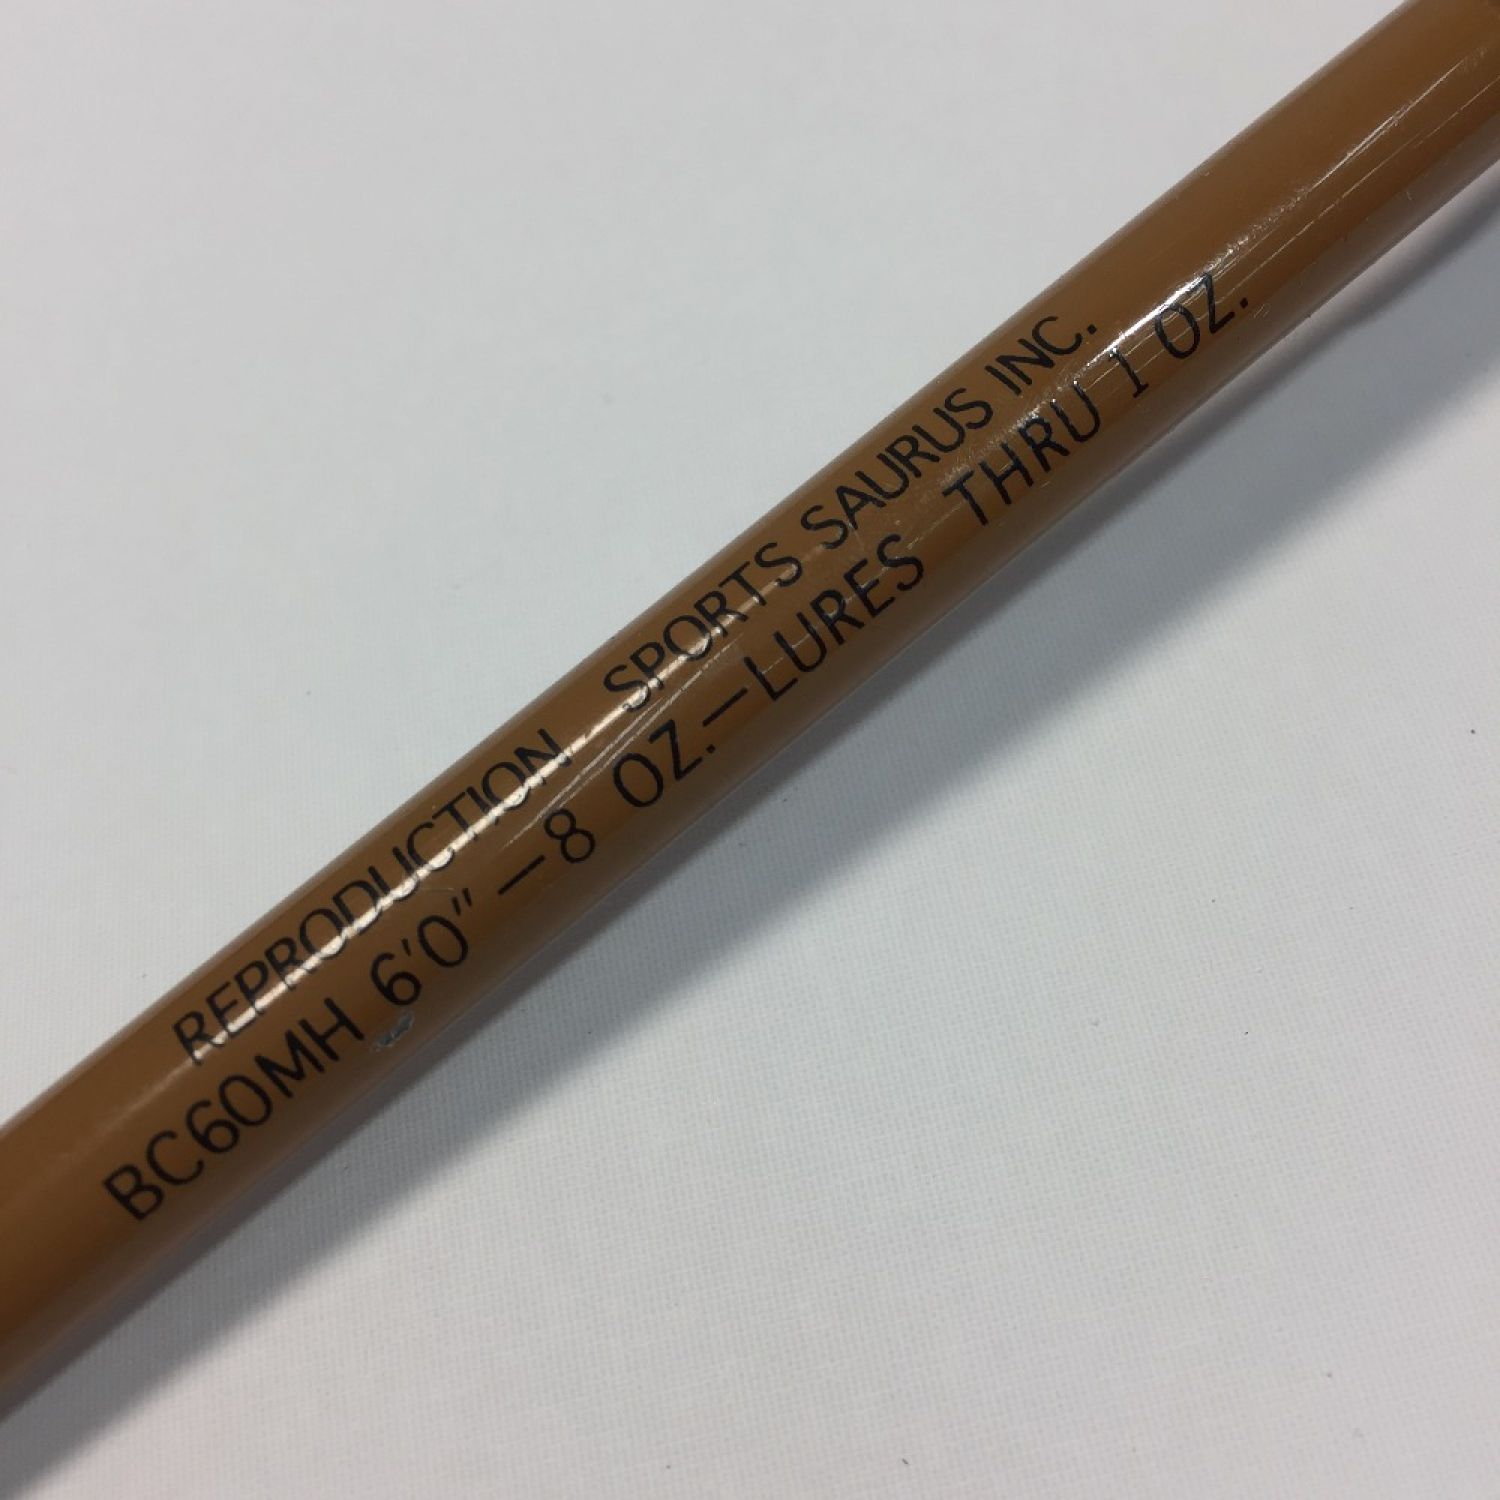 REPRODUCTION SPORTS SAURUS INC.
BC60MH 6'0"—8 OZ.—LURES THRU 1 OZ.